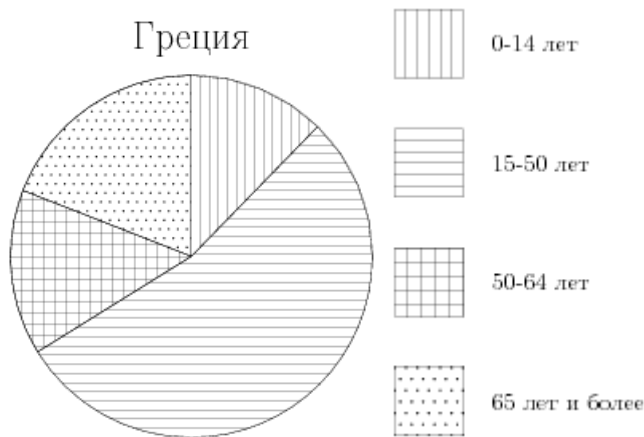 Греция
0-14 лет
15-50 лет
50-64 лет
65 лет и более